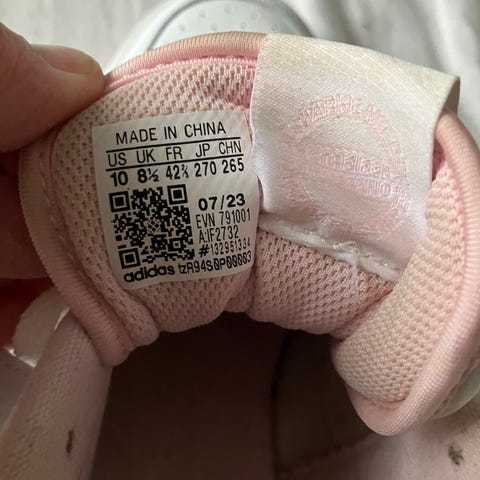 MADE IN CHINA
US UK FR JP CHN
10 8½ 42⅔ 270 265
07/23
EVN 791001
A:IF2732
#132951334
adidas tzR94S0P00003